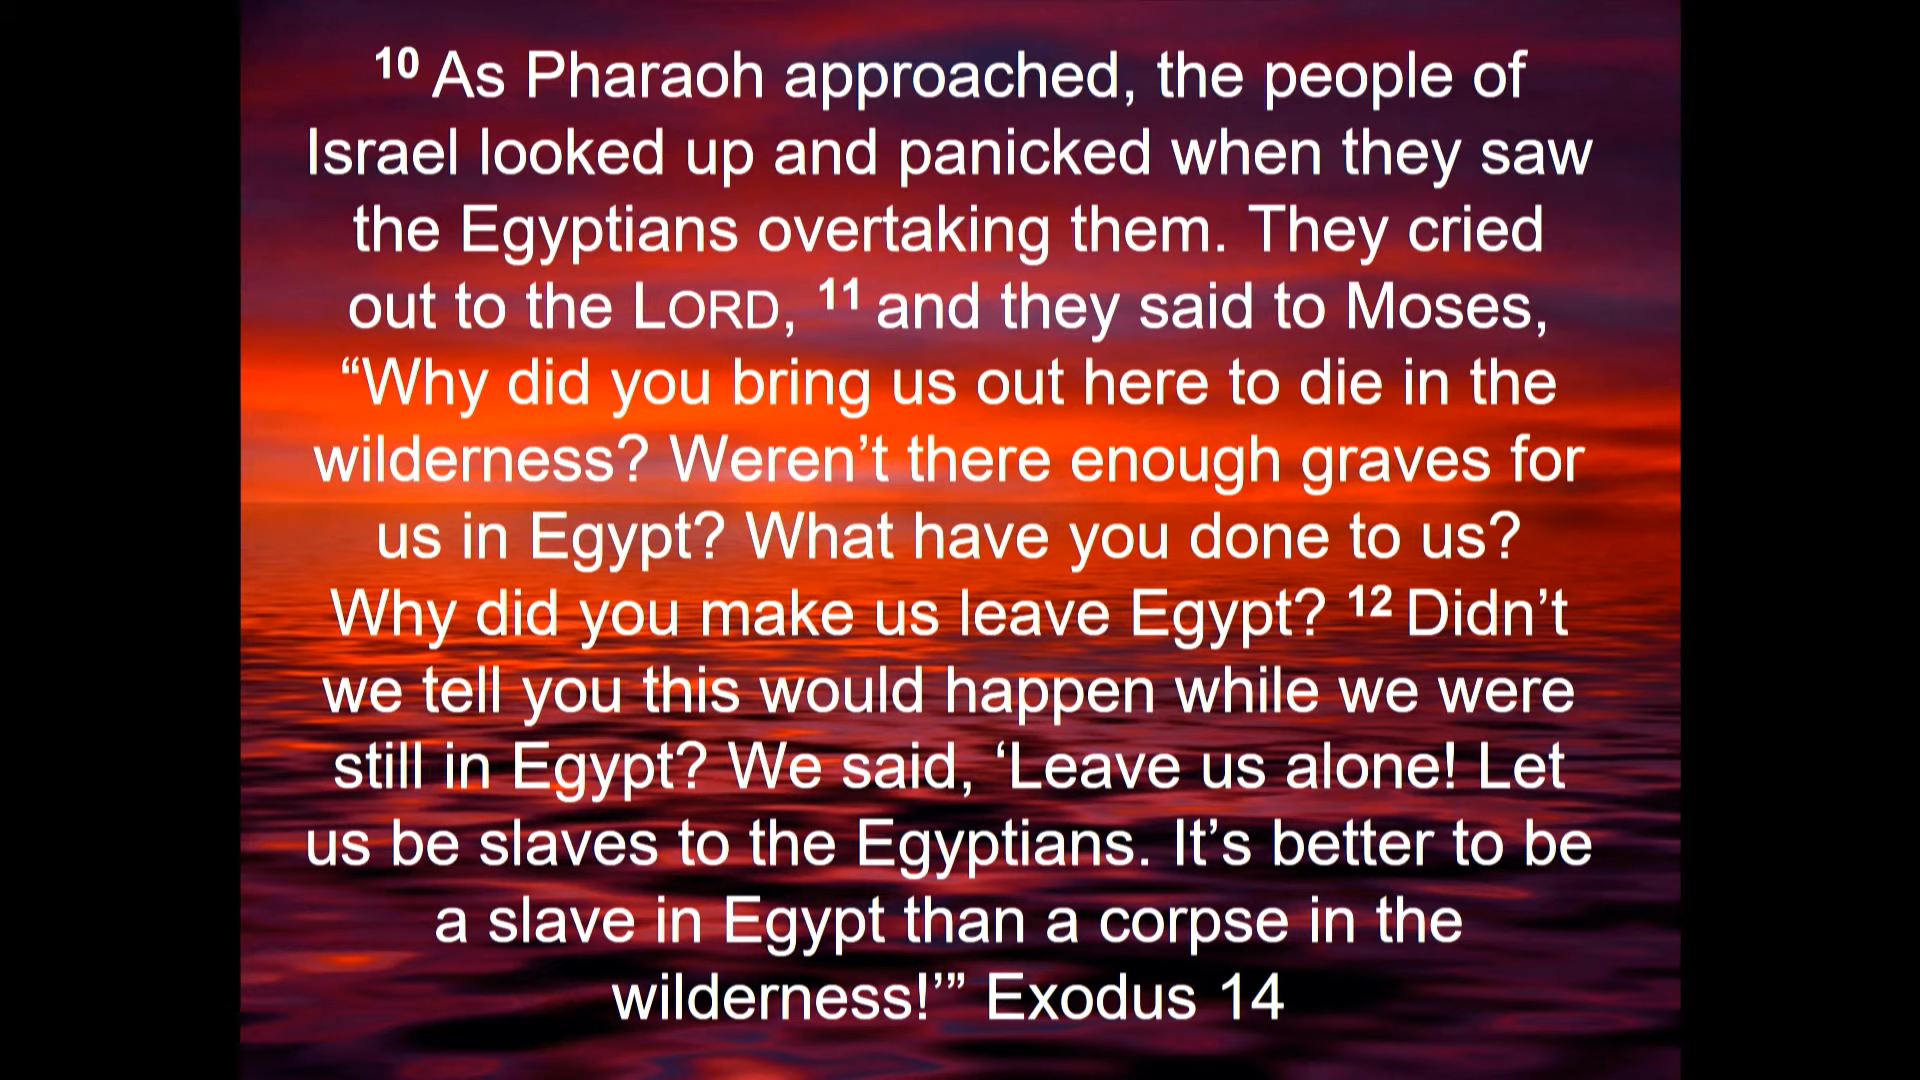 10 As Pharaoh approached, the people of
Israel looked up and panicked when they saw
the Egyptians overtaking them. They cried
out to the LORD, 11 and they said to Moses,
“Why did you bring us out here to die in the
wilderness? Weren’t there enough graves for
us in Egypt? What have you done to us?
Why did you make us leave Egypt? 12 Didn’t
we tell you this would happen while we were
still in Egypt? We said, ‘Leave us alone! Let
us be slaves to the Egyptians. It’s better to be
a slave in Egypt than a corpse in the
wilderness!’” Exodus 14